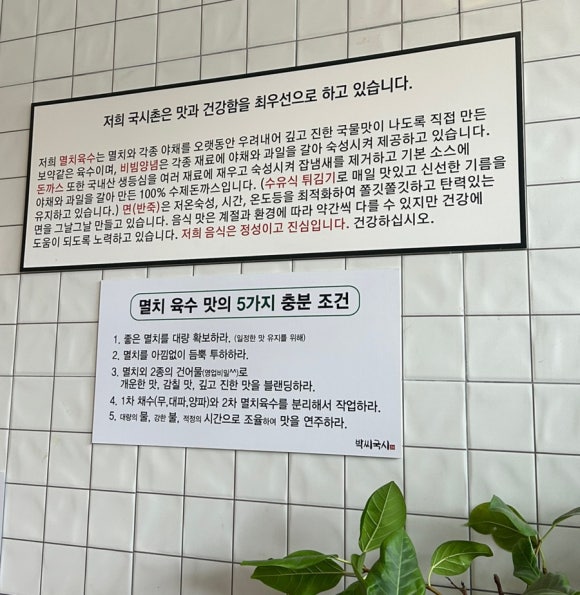 저희 국시촌은 맛과 건강함을 최우선으로 하고 있습니다.
저희 멸치육수는 멸치와 각종 야채를 오랫동안 우려내어 깊고 진한 국물맛이 나도록 직접 만든
보약같은 육수이며, 비빔양념은 각종 재료에 야채와 과일을 갈아 숙성시켜 제공하고 있습니다.
돈까스 또한 국내산 생등심을 여러 재료에 재우고 숙성시켜 잡냄새를 제거하고 기본 소스에
야채와 과일을 갈아 만든 100% 수제돈까스입니다. (수유식 튀김기로 매일 맛있고 신선한 기름을
유지하고 있습니다.) 면(반죽)은 저온숙성, 시간, 온도등을 최적화하여 쫄깃쫄깃하고 탄력있는
면을 그날그날 만들고 있습니다. 음식 맛은 계절과 환경에 따라 약간씩 다를 수 있지만 건강에
도움이 되도록 노력하고 있습니다. 저희 음식은 정성이고 진심입니다. 건강하십시오.
멸치 육수 맛의 5가지 충분 조건
1. 좋은 멸치를 대량 확보하라. (일정한 맛 유지를 위해)
2. 멸치를 아낌없이 듬뿍 투하하라.
3. 멸치외 2종의 건어물(영업비밀^^)로
개운한 맛, 감칠 맛, 깊고 진한 맛을 블랜딩하라.
4. 1차 채수(무,대파,양파)와 2차 멸치육수를 분리해서 작업하라.
5. 대량의 물, 강한 불, 적정의 시간으로 조율하여 맛을 연주하라.
박씨국시